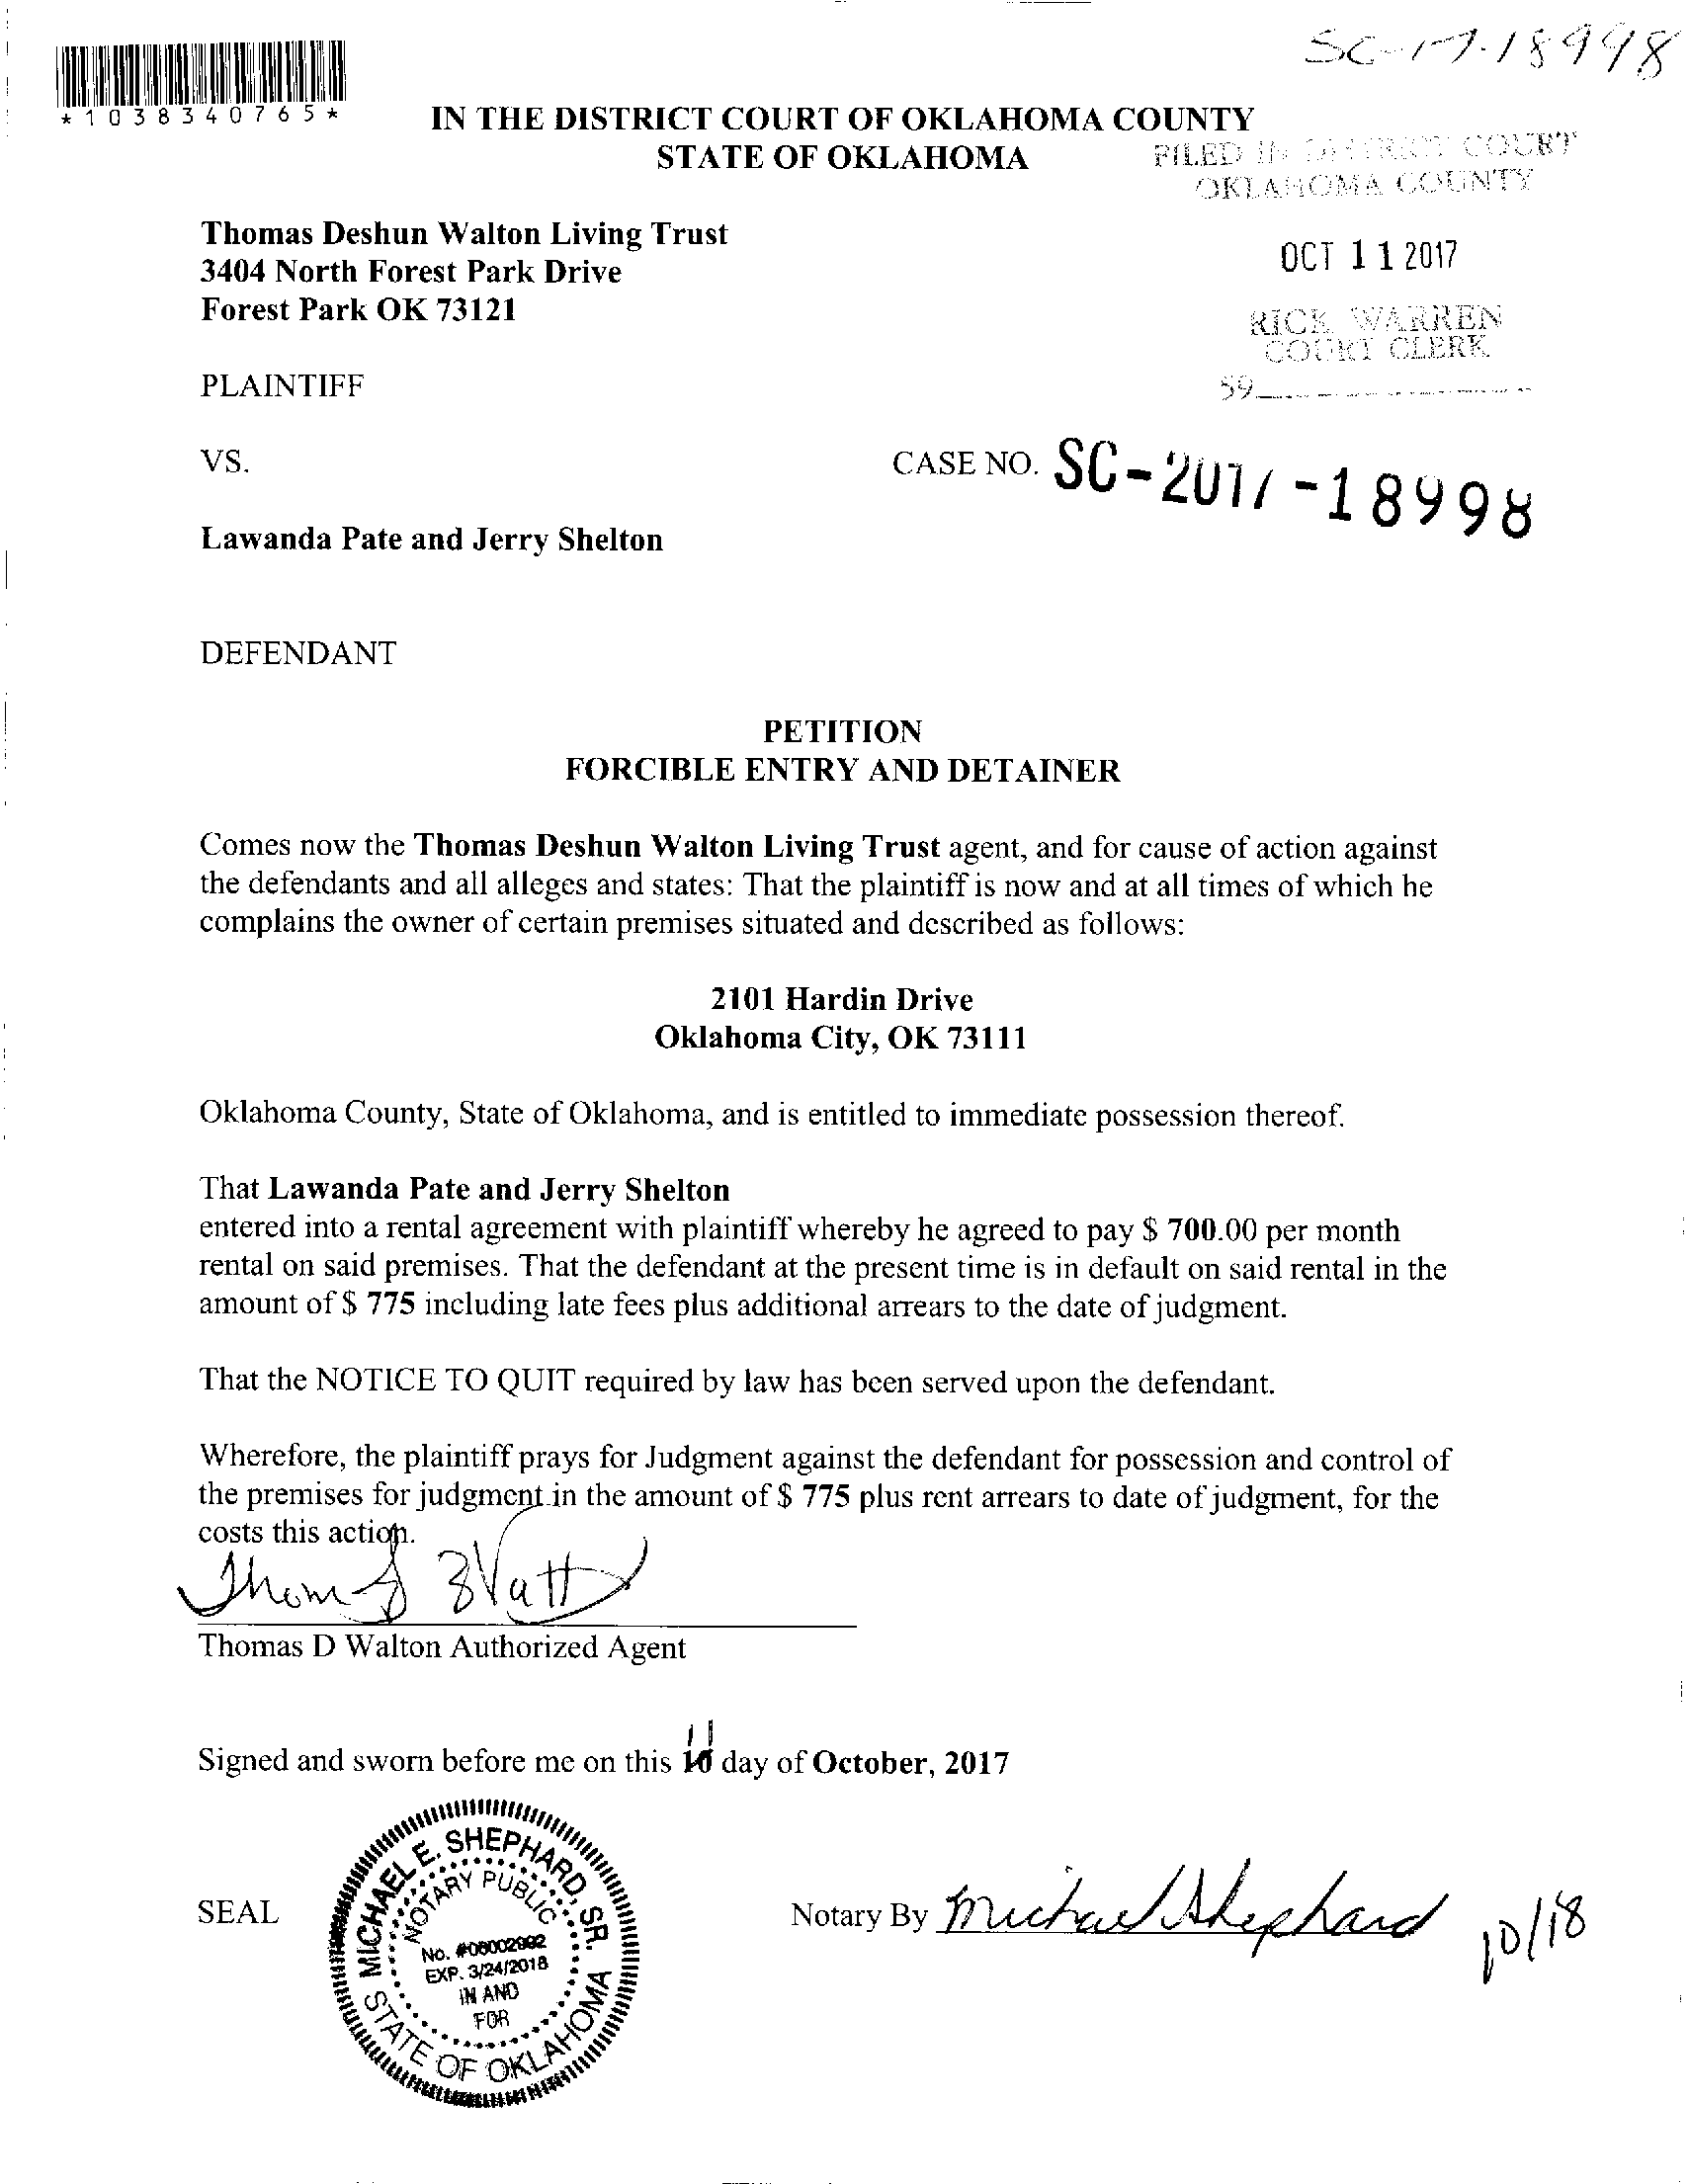 SC-17-18998
*1038340765*
IN THE DISTRICT COURT OF OKLAHOMA COUNTY
STATE OF OKLAHOMA
FILED IN DISTRICT COURT
OKLAHOMA COUNTY
Thomas Deshun Walton Living Trust
3404 North Forest Park Drive
Forest Park OK 73121
OCT 11 2017
RICK WARREN
COURT CLERK
59
PLAINTIFF
VS.
CASE NO. SC-2017-18998
Lawanda Pate and Jerry Shelton
DEFENDANT
PETITION
FORCIBLE ENTRY AND DETAINER
Comes now the Thomas Deshun Walton Living Trust agent, and for cause of action against
the defendants and all alleges and states: That the plaintiff is now and at all times of which he
complains the owner of certain premises situated and described as follows:
2101 Hardin Drive
Oklahoma City, OK 73111
Oklahoma County, State of Oklahoma, and is entitled to immediate possession thereof.
That Lawanda Pate and Jerry Shelton
entered into a rental agreement with plaintiff whereby he agreed to pay $ 700.00 per month
rental on said premises. That the defendant at the present time is in default on said rental in the
amount of $ 775 including late fees plus additional arrears to the date of judgment.
That the NOTICE TO QUIT required by law has been served upon the defendant.
Wherefore, the plaintiff prays for Judgment against the defendant for possession and control of
the premises for judgment in the amount of $ 775 plus rent arrears to date of judgment, for the
costs this action.
Thomas D Walton Authorized Agent
11
Signed and sworn before me on this 10 day of October, 2017
SEAL
MICHAEL E. SHEPHARD, SR.
NOTARY PUBLIC
EXP. 3/24/2018
IN AND
FOR
STATE OF OKLAHOMA
Notary By Michael Shephard
10/18